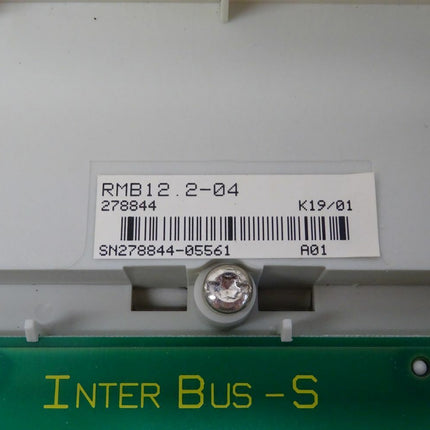 RMB12.2-04
278844 K19/01
SN278844-05561 A01
INTER BUS-S